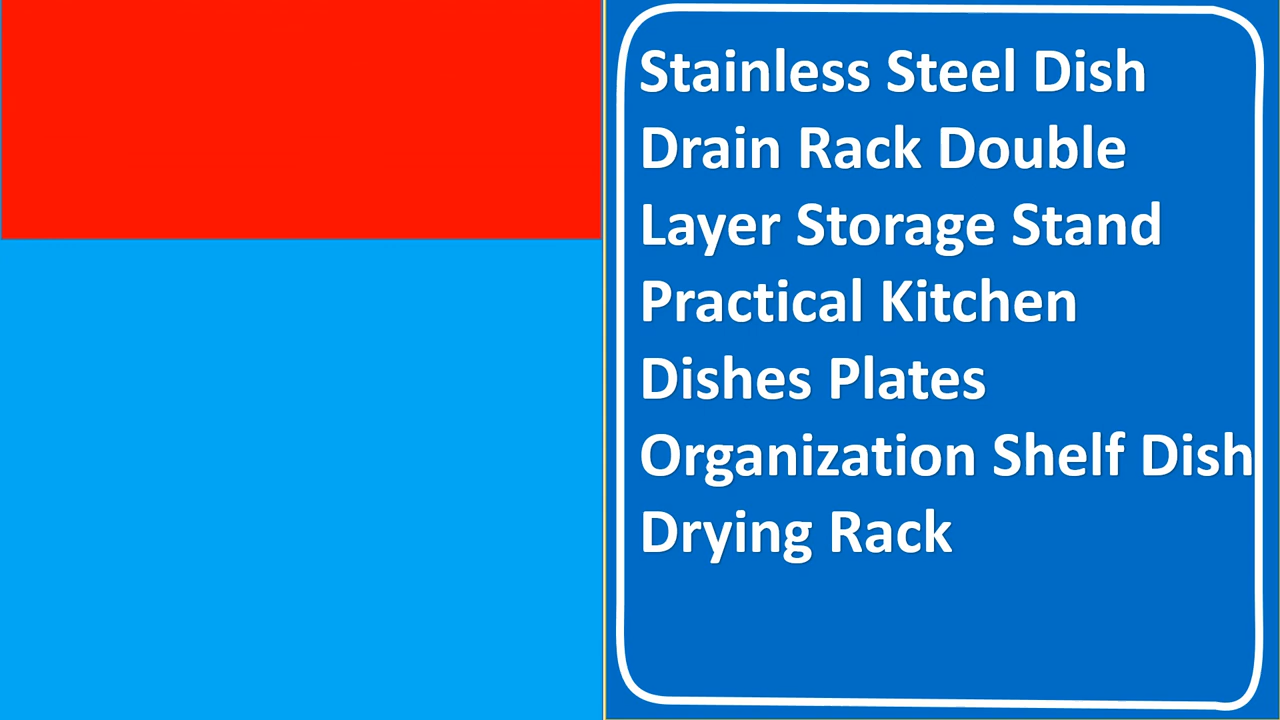 Stainless Steel Dish
Drain Rack Double
Layer Storage Stand
Practical Kitchen
Dishes Plates
Organization Shelf Dish
Drying Rack